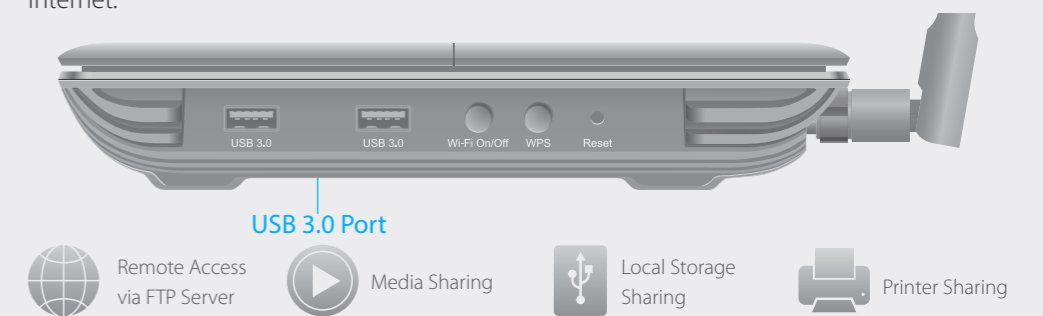 Internet.
USB 3.0 USB 3.0 Wi-Fi On/Off WPS Reset
USB 3.0 Port
Remote Access
via FTP Server
Media Sharing
Local Storage
Sharing
Printer Sharing